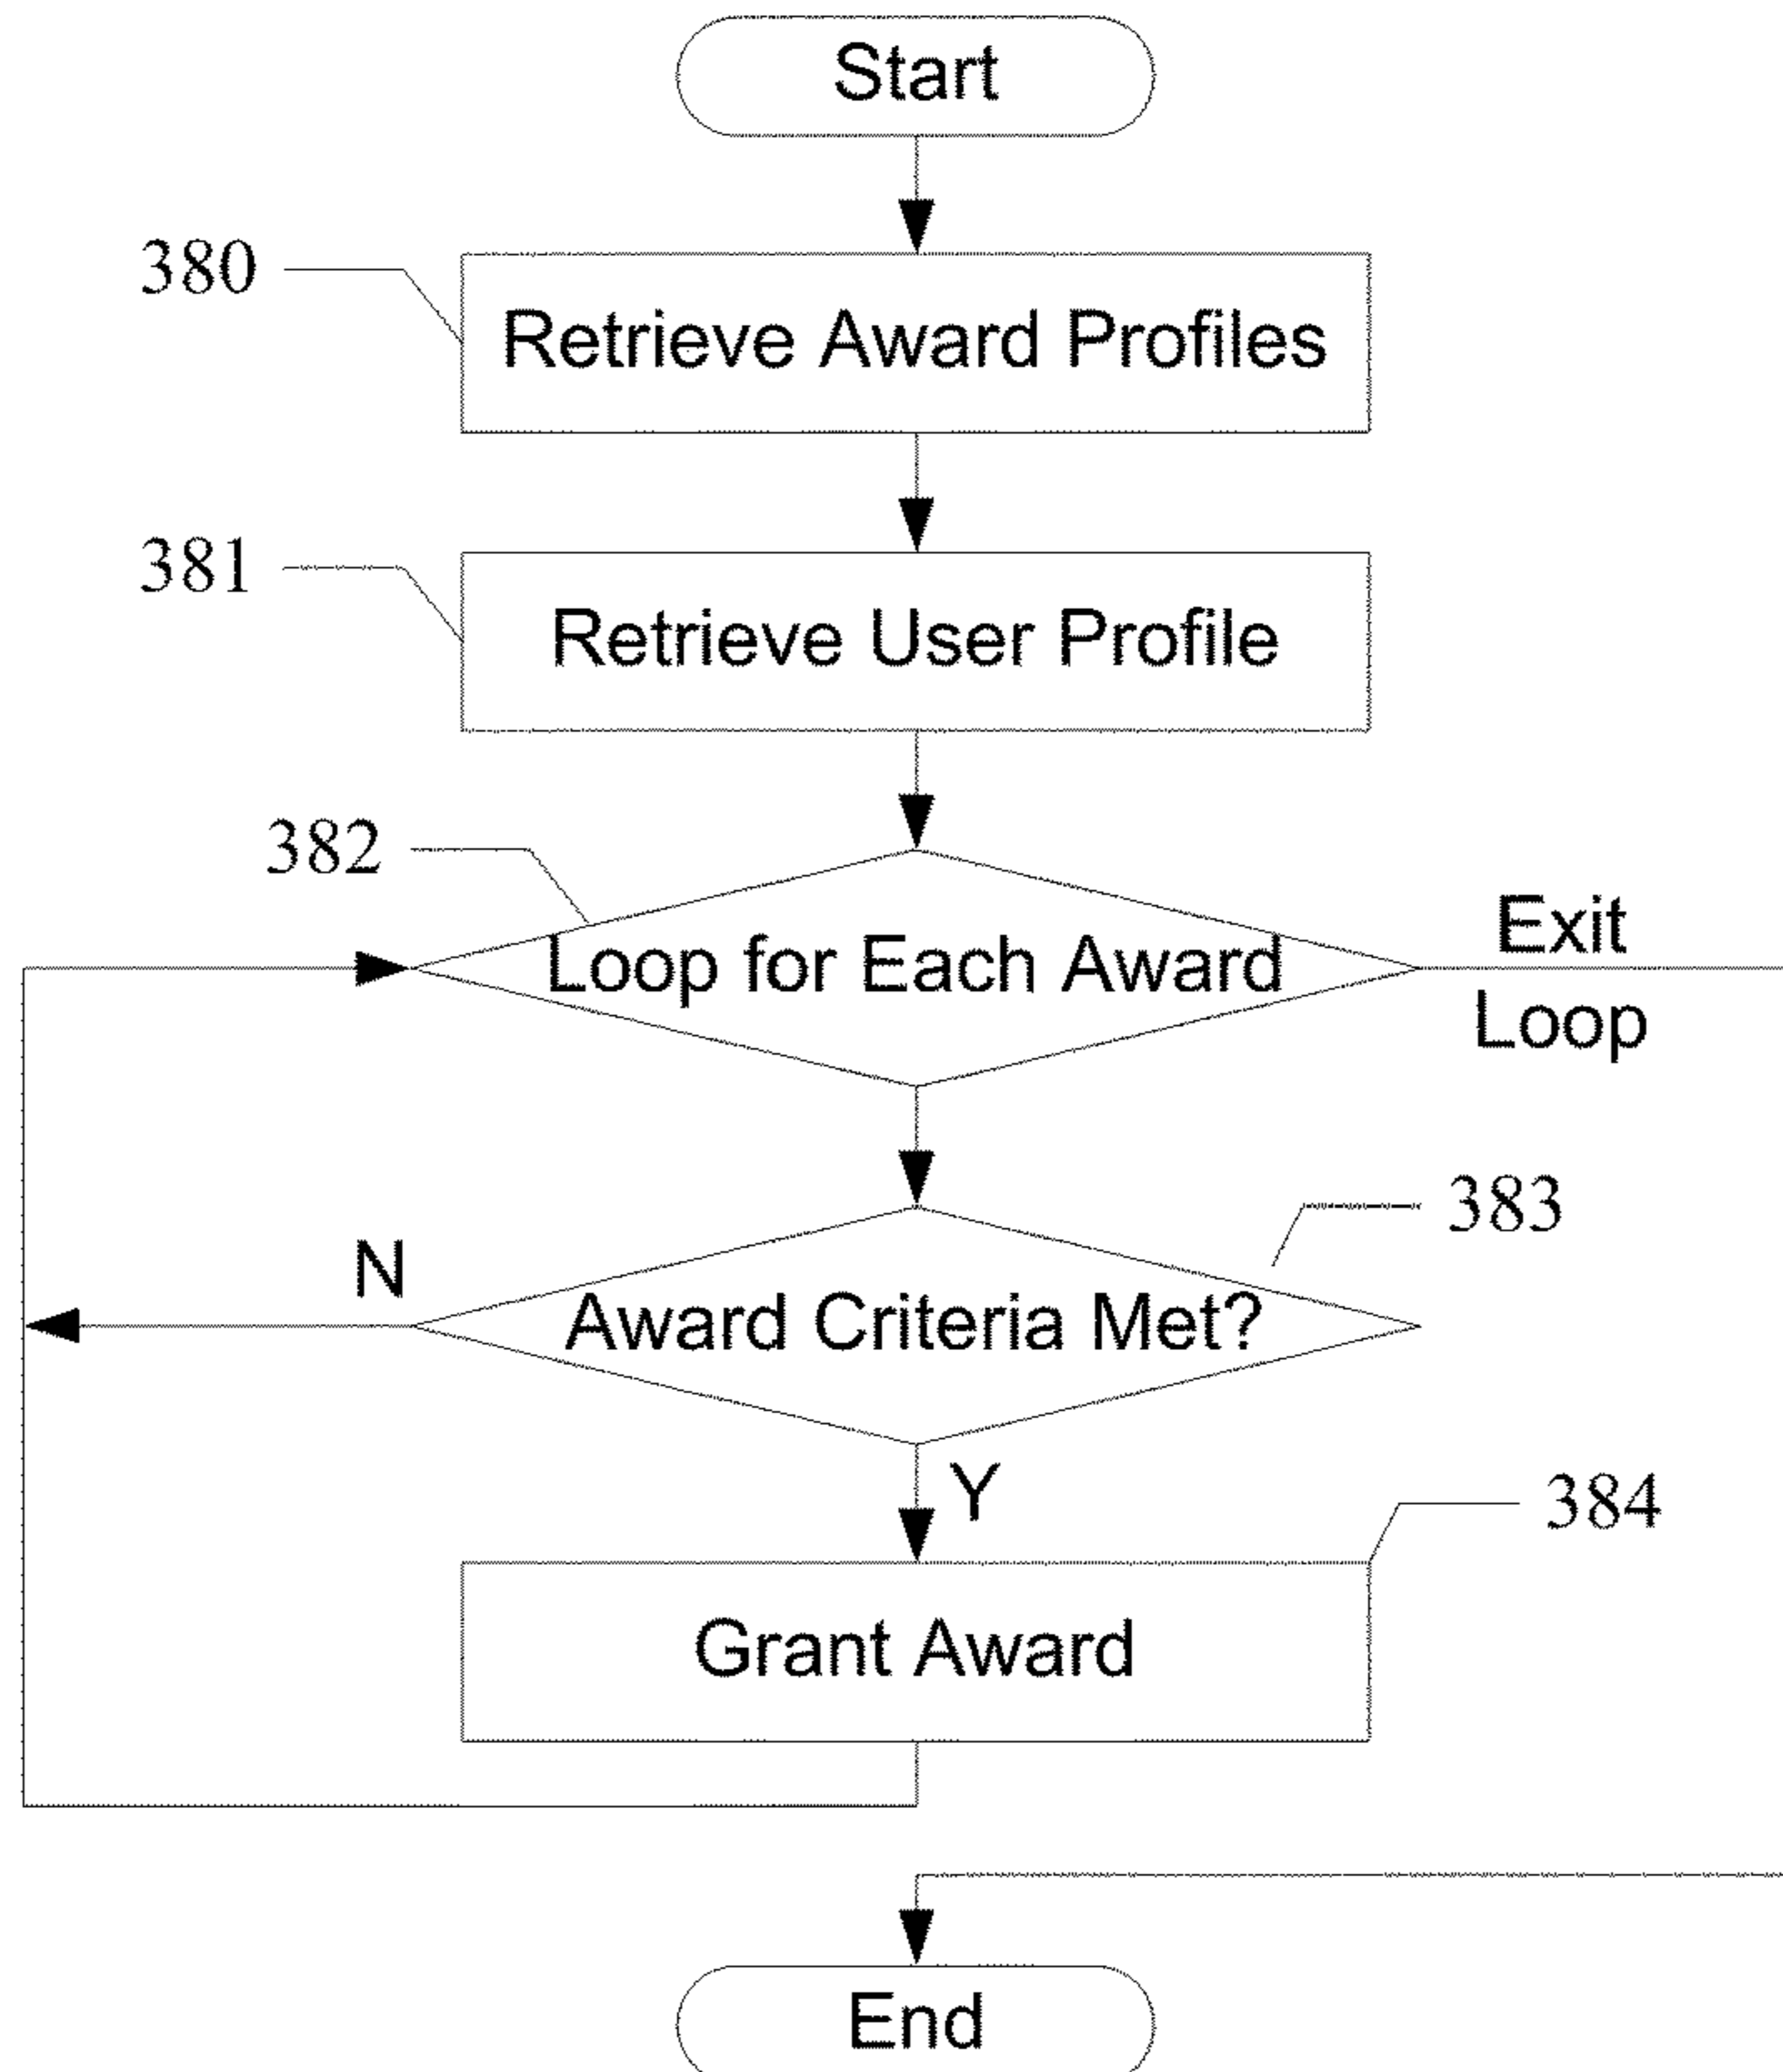 Start
380
Retrieve Award Profiles
381
Retrieve User Profile
382
Loop for Each Award
Exit
Loop
383
N
Award Criteria Met?
Y
384
Grant Award
End